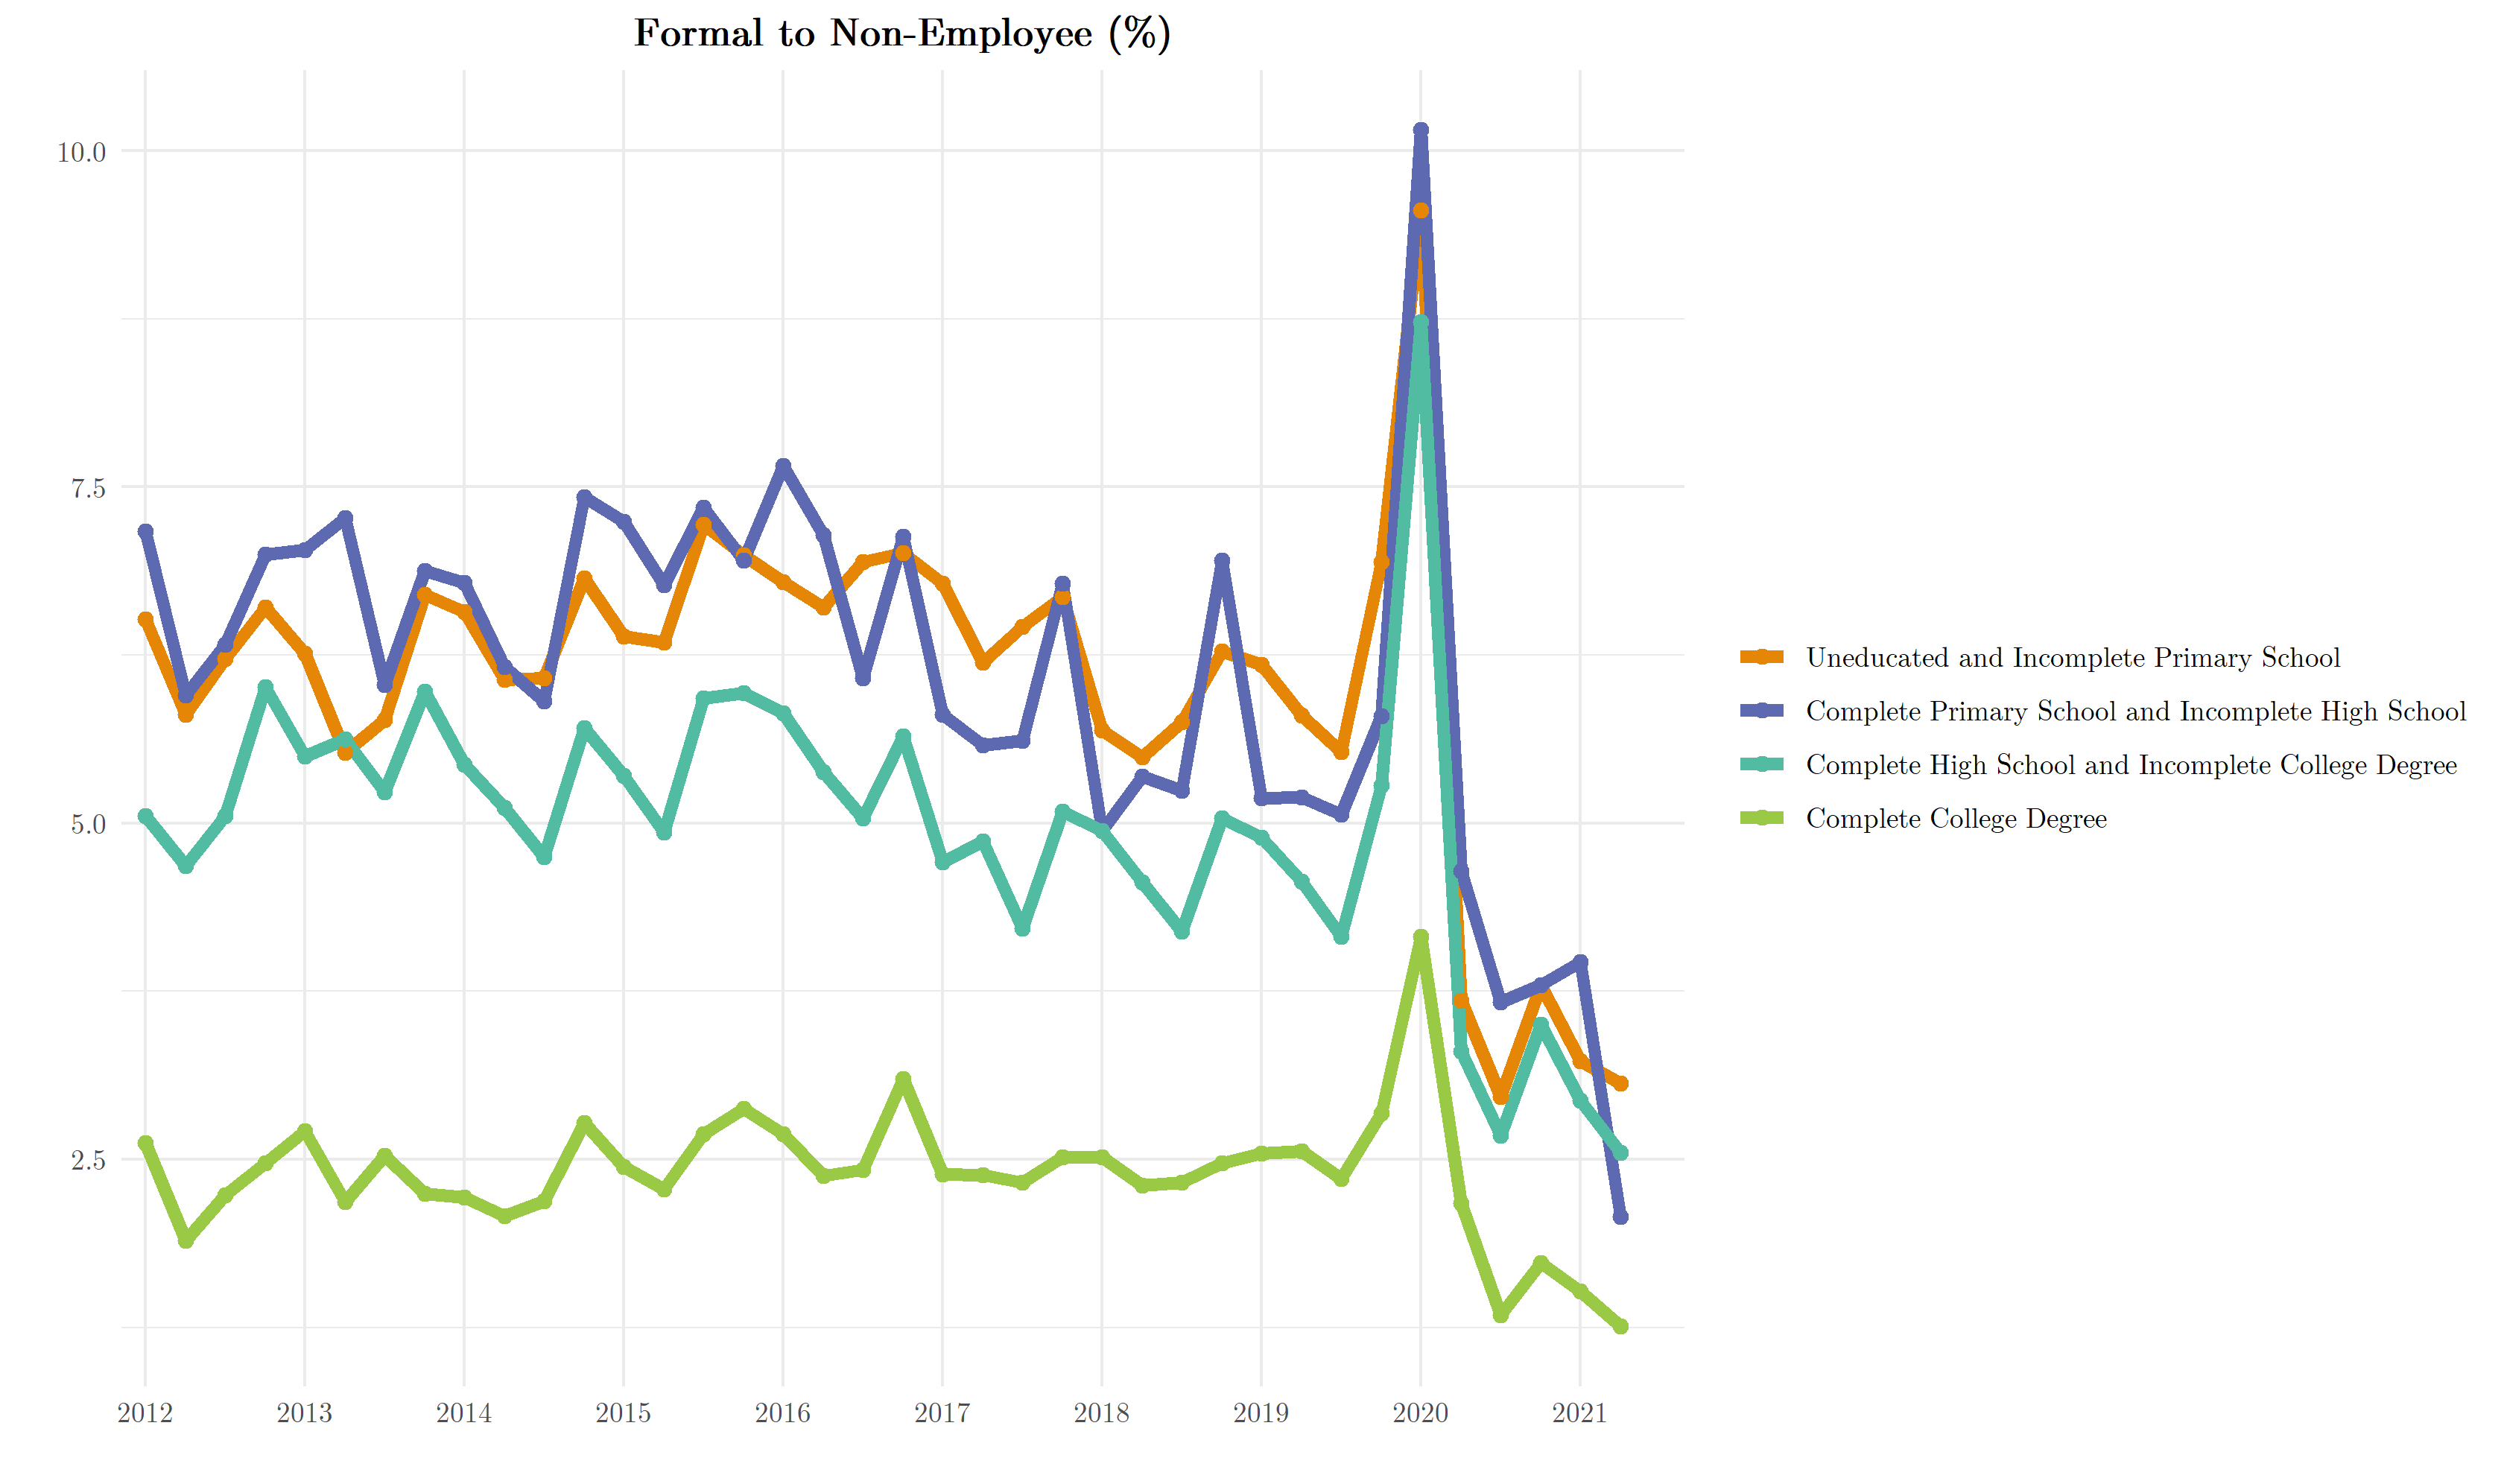 Formal to Non-Employee (%)
10.0
7.5
5.0
2.5
2012 2013 2014 2015 2016 2017 2018 2019 2020 2021
Uneducated and Incomplete Primary School
Complete Primary School and Incomplete High School
Complete High School and Incomplete College Degree
Complete College Degree